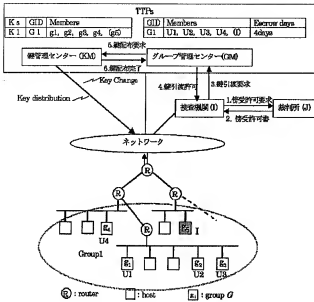 TTPs
Ks GID Members
K1 G1 g1, g2, g3, g4, (g5)
GID Members Escrow days
G1 U1, U2, U3, U4, (I) 4days
鍵管理センター (KM)
5.鍵配布要求
6.鍵配布完了
グループ管理センター(GM)
Key Change
Key distribution
4.鍵引渡許可
3.鍵引渡要求
捜査機関(I)
1.傍受許可要求
2. 傍受許可書
裁判所 (J)
ネットワーク
R
R
R
R
g4
U4
g5
I
Group1
g1
g2
g3
U1
U2
U3
R : router
: host
: group G